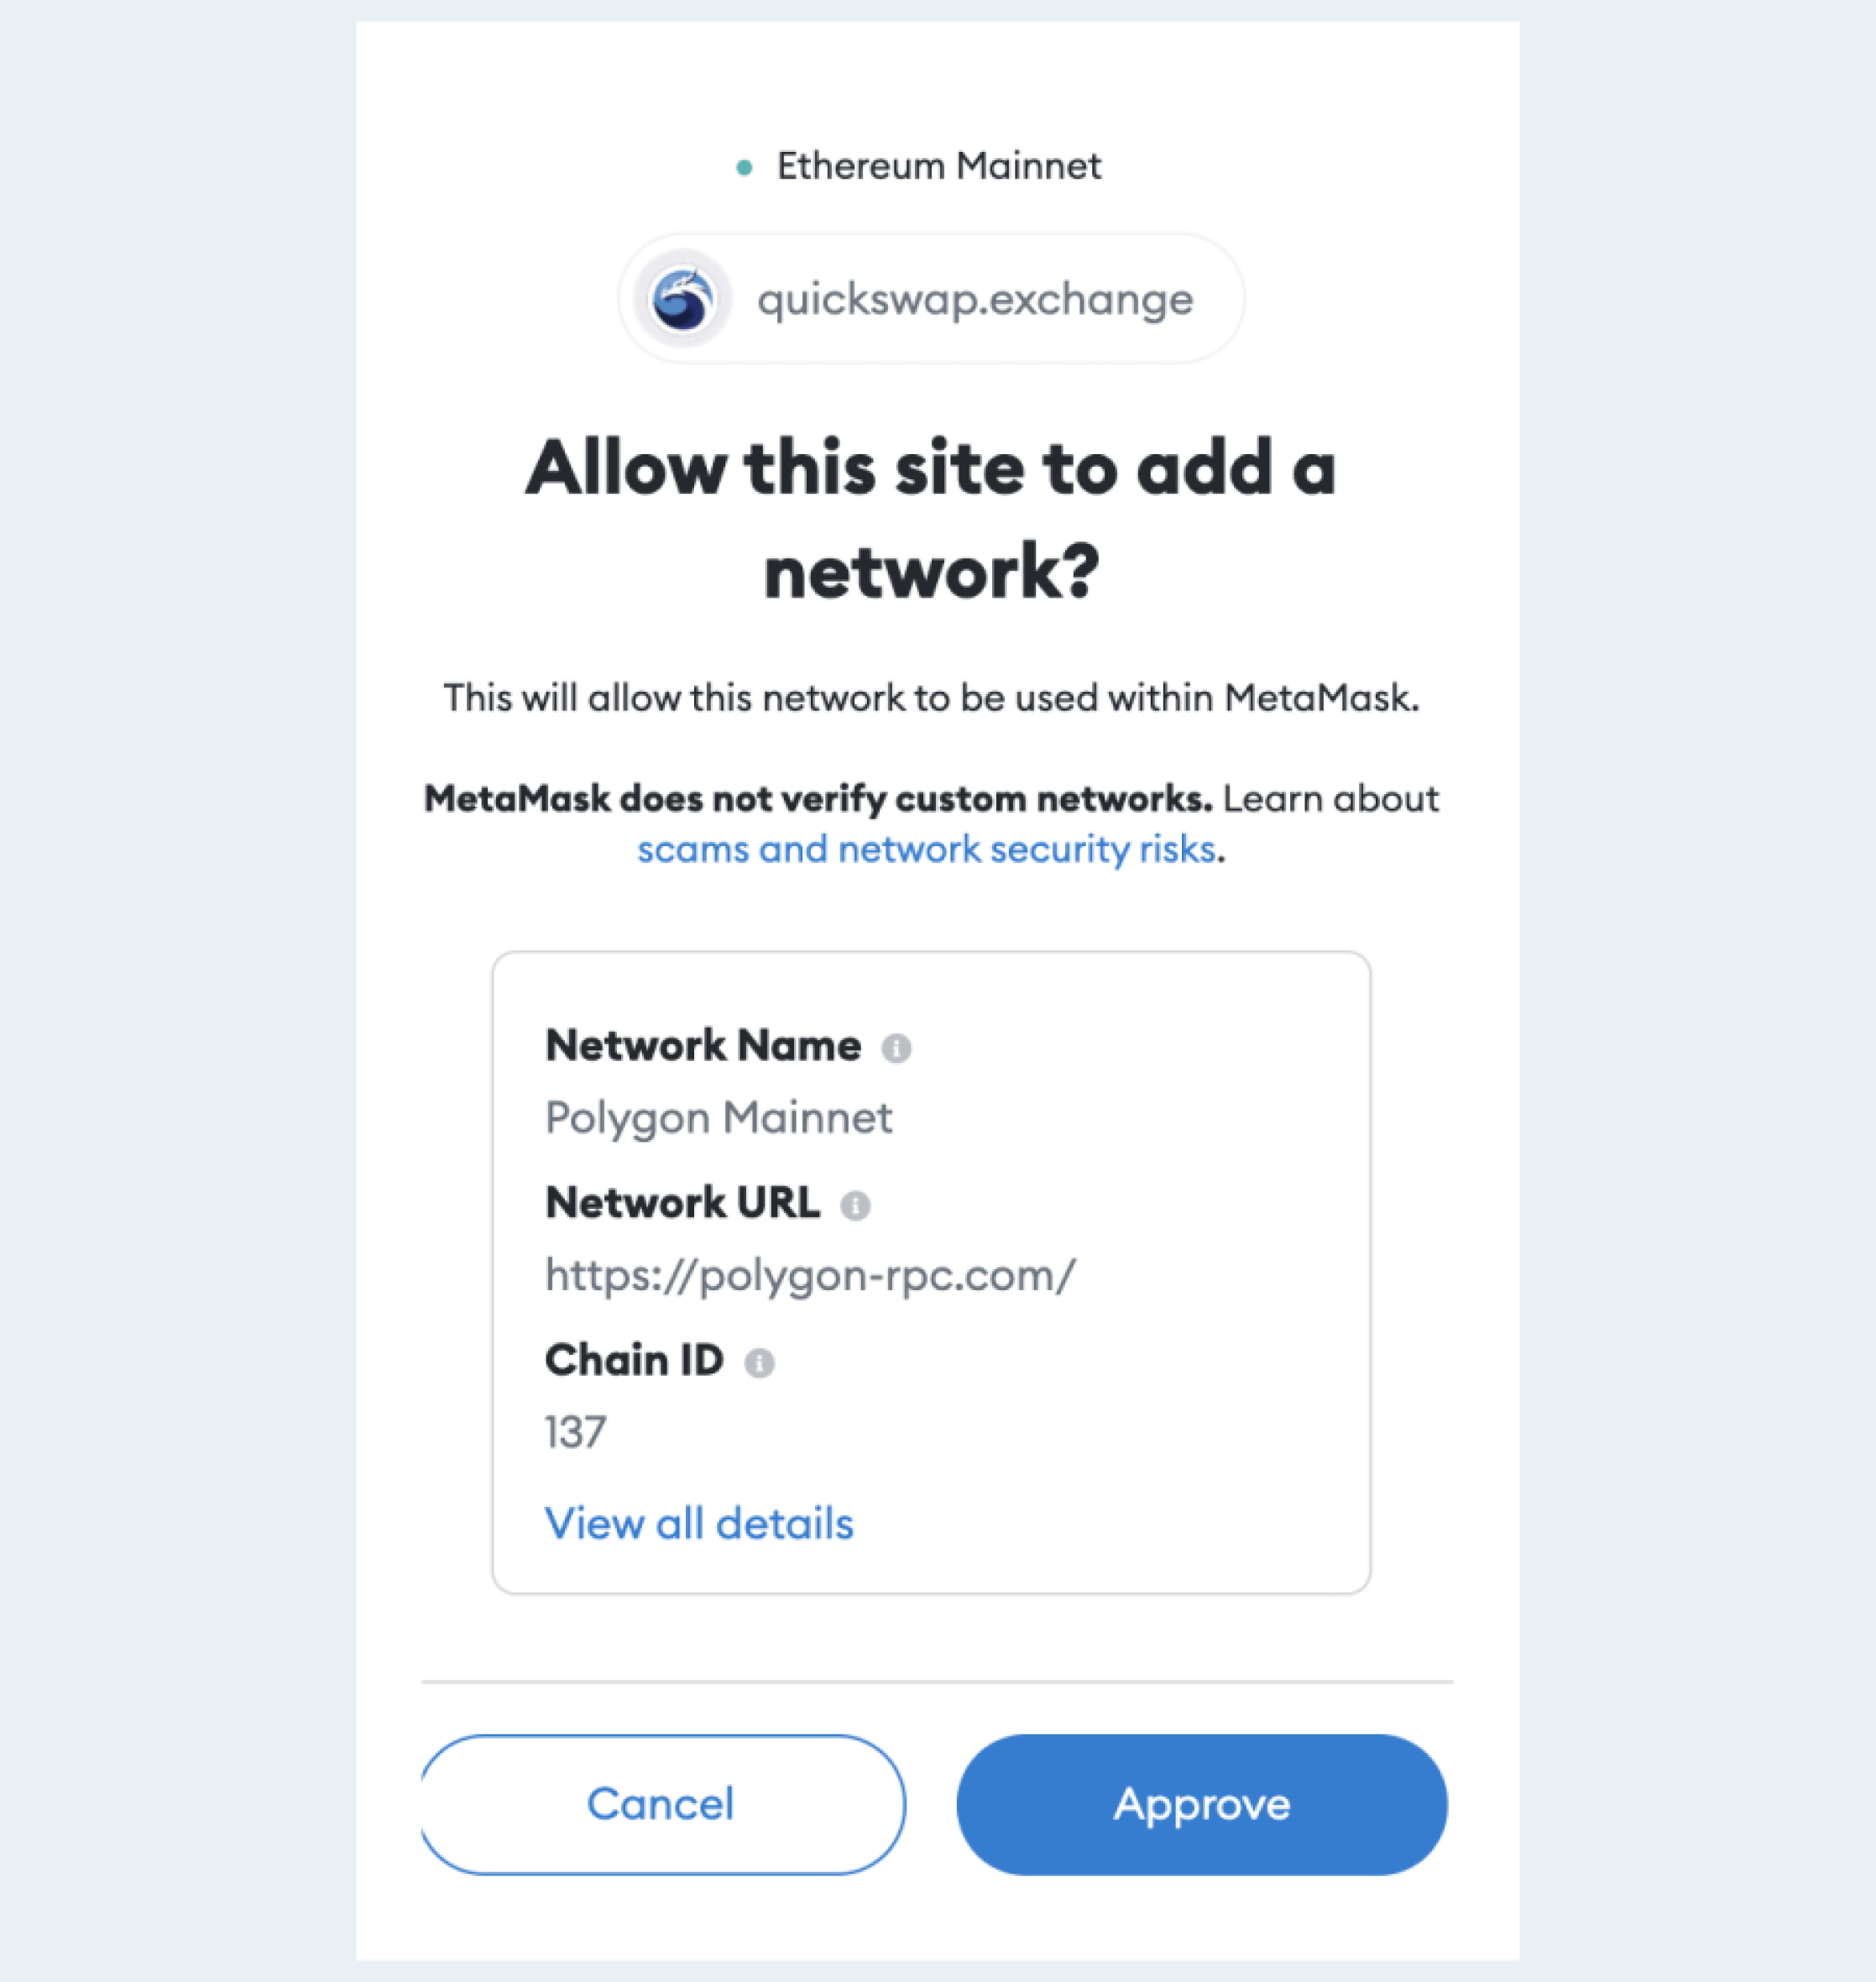 Ethereum Mainnet
quickswap.exchange
Allow this site to add a
network?
This will allow this network to be used within MetaMask.
MetaMask does not verify custom networks. Learn about
scams and network security risks.
Network Name
Polygon Mainnet
Network URL
https://polygon-rpc.com/
Chain ID
137
View all details
Cancel
Approve